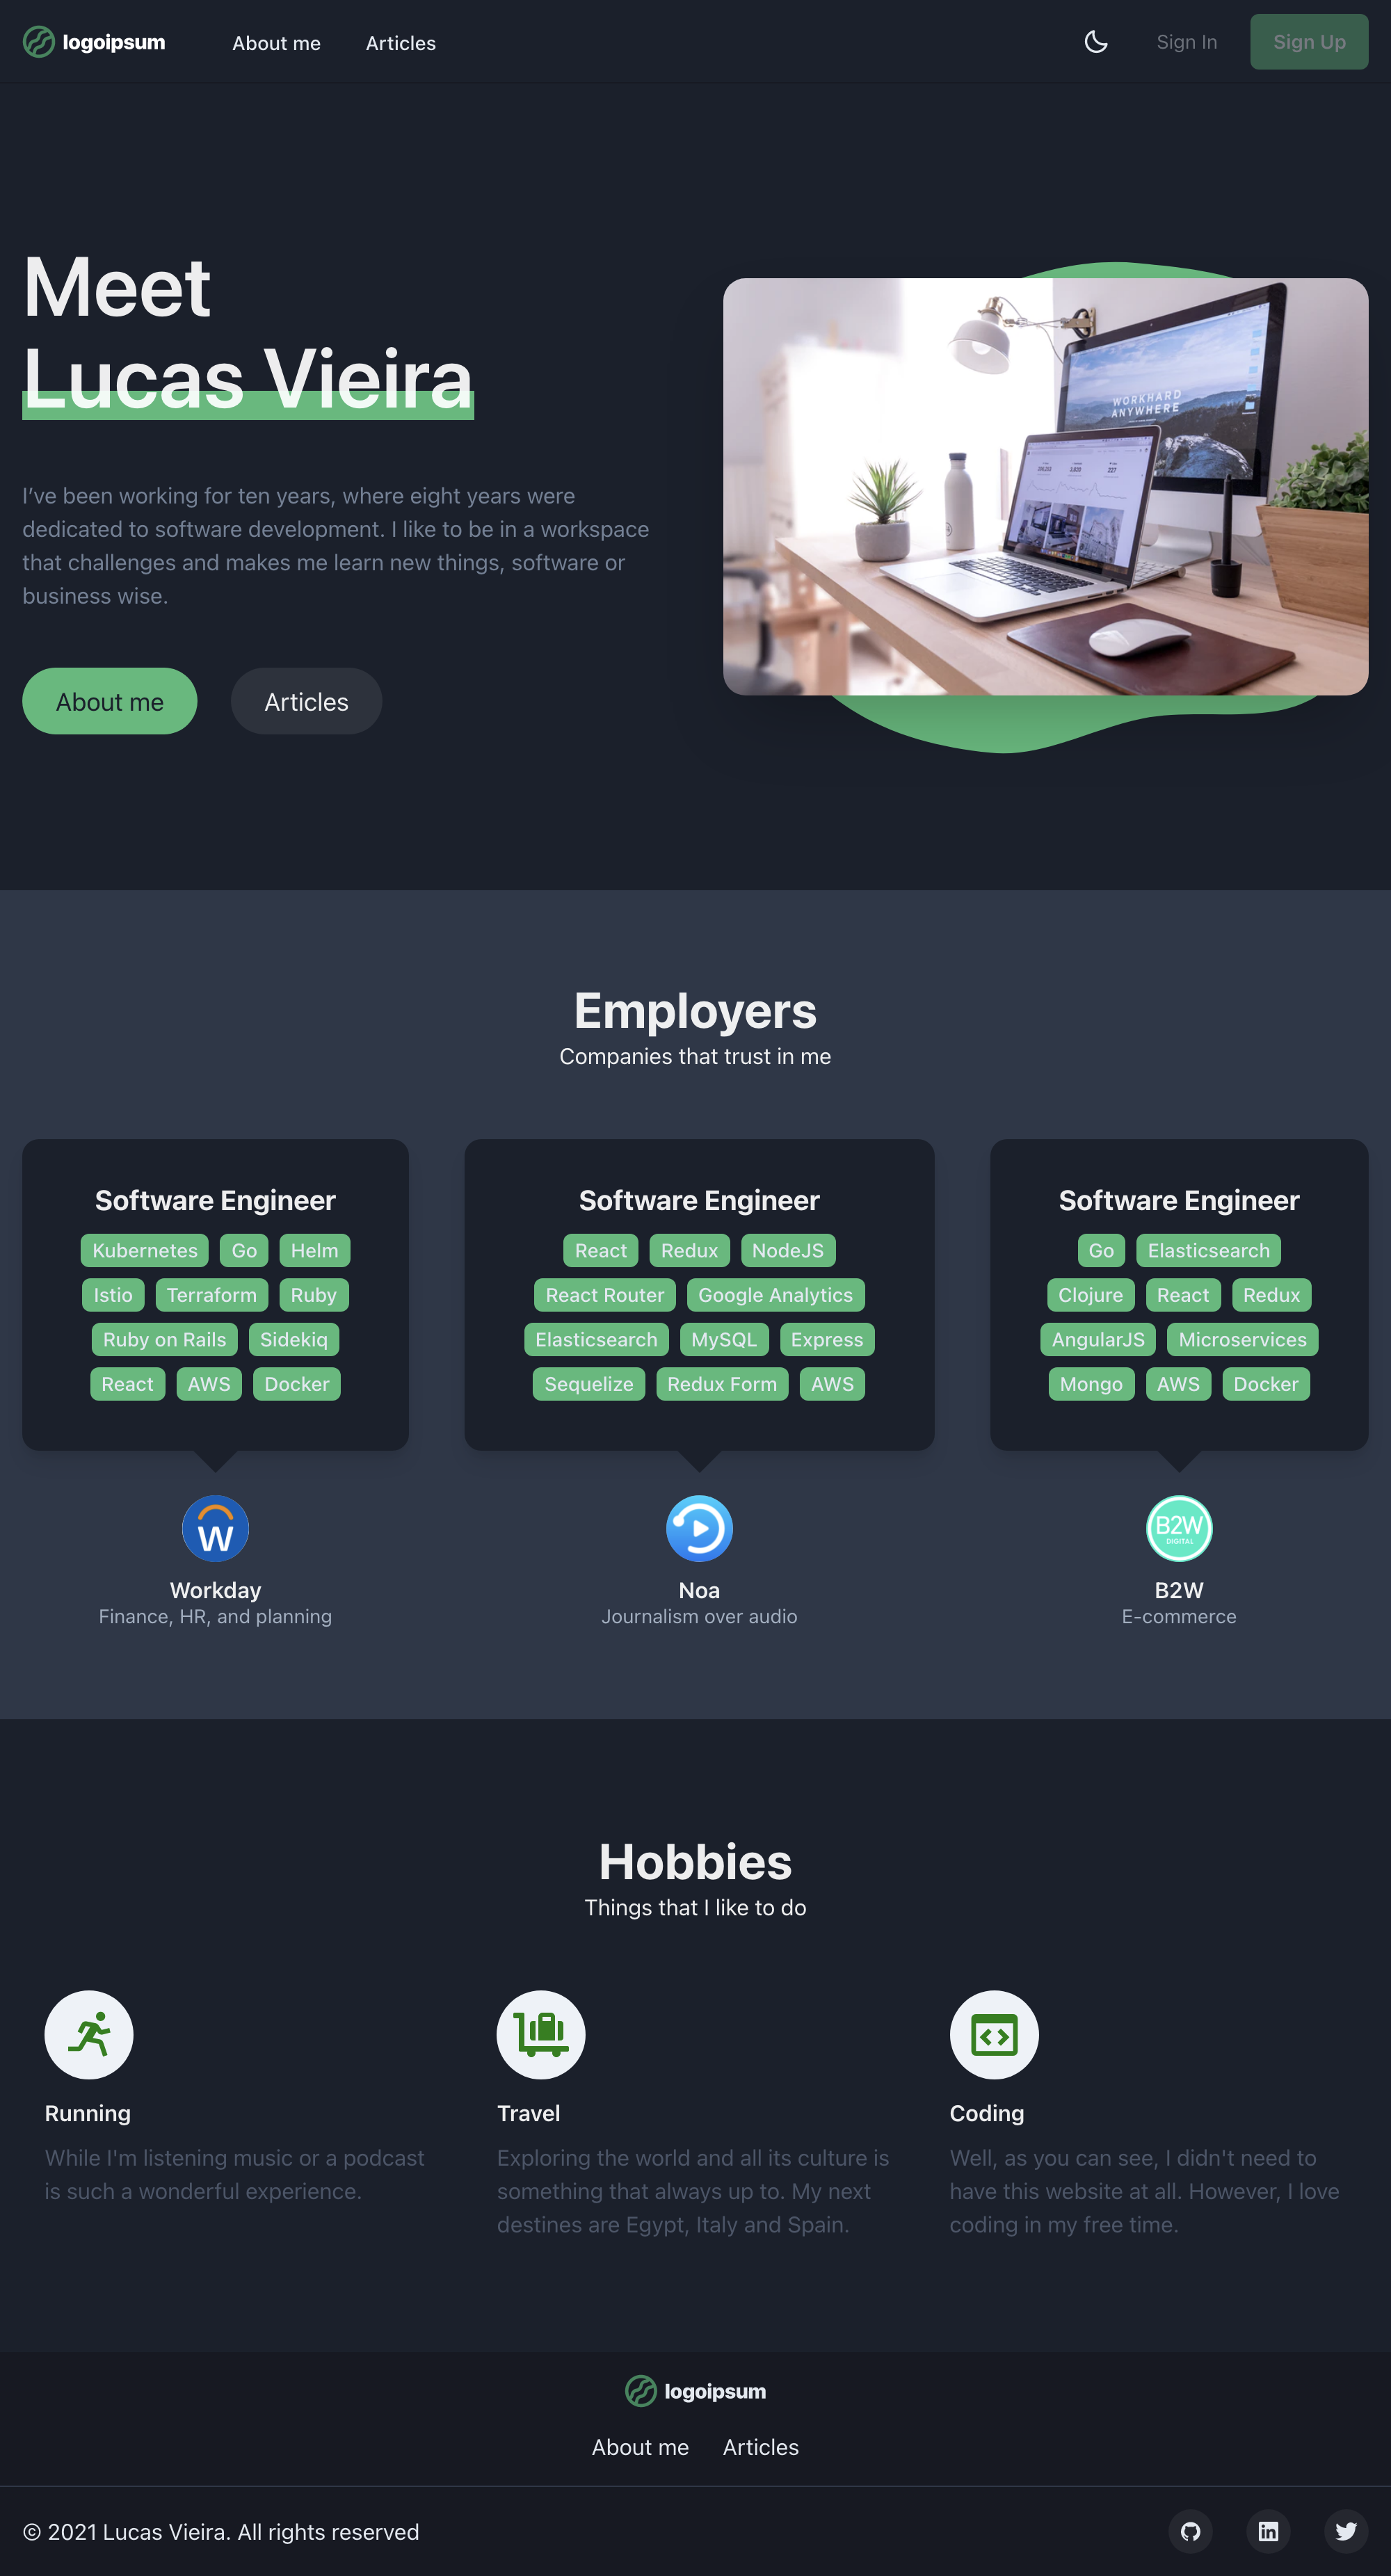 logoipsum About me Articles Sign In Sign Up
Meet
Lucas Vieira
I've been working for ten years, where eight years were
dedicated to software development. I like to be in a workspace
that challenges and makes me learn new things, software or
business wise.
About me Articles
WORKHARD
ANYWHERE
Employers
Companies that trust in me
Software Engineer
Kubernetes Go Helm
Istio Terraform Ruby
Ruby on Rails Sidekiq
React AWS Docker
W
Workday
Finance, HR, and planning
Software Engineer
React Redux NodeJS
React Router Google Analytics
Elasticsearch MySQL Express
Sequelize Redux Form AWS
Noa
Journalism over audio
Software Engineer
Go Elasticsearch
Clojure React Redux
AngularJS Microservices
Mongo AWS Docker
B2W
DIGITAL
B2W
E-commerce
Hobbies
Things that I like to do
Running
While I'm listening music or a podcast
is such a wonderful experience.
Travel
Exploring the world and all its culture is
something that always up to. My next
destines are Egypt, Italy and Spain.
Coding
Well, as you can see, I didn't need to
have this website at all. However, I love
coding in my free time.
logoipsum
About me Articles
© 2021 Lucas Vieira. All rights reserved
in